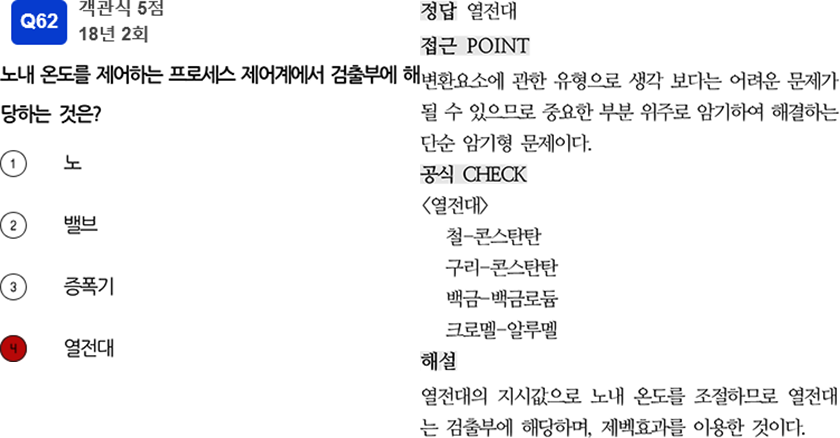 Q62
객관식 5점
18년 2회
노내 온도를 제어하는 프로세스 제어계에서 검출부에 해
당하는 것은?
1 노
2 밸브
3 증폭기
4 열전대
정답 열전대
접근 POINT
변환요소에 관한 유형으로 생각 보다는 어려운 문제가
될 수 있으므로 중요한 부분 위주로 암기하여 해결하는
단순 암기형 문제이다.
공식 CHECK
〈열전대〉
철-콘스탄탄
구리-콘스탄탄
백금-백금로듐
크로멜-알루멜
해설
열전대의 지시값으로 노내 온도를 조절하므로 열전대
는 검출부에 해당하며, 제벡효과를 이용한 것이다.